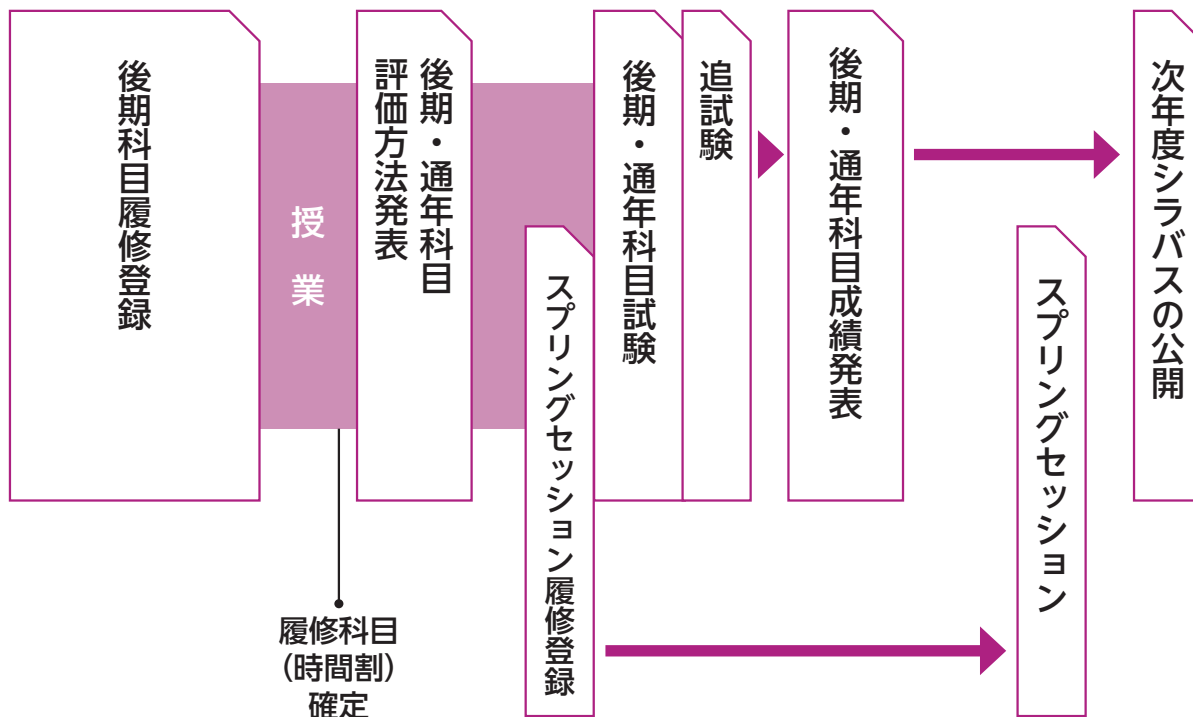 後期科目履修登録
授業
履修科目
(時間割)
確定
後期・通年科目
評価方法発表
スプリングセッション履修登録
後期・通年科目試験
追試験
後期・通年科目成績発表
スプリングセッション
次年度シラバスの公開